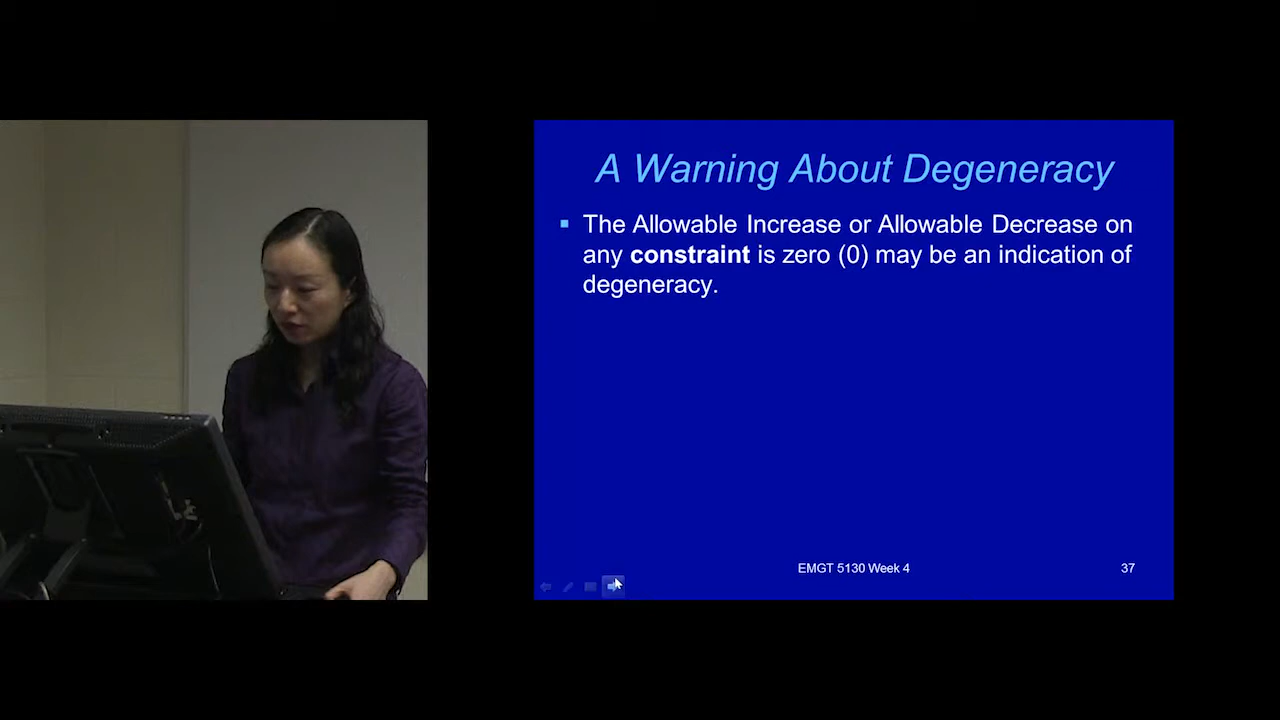 A Warning About Degeneracy
▪ The Allowable Increase or Allowable Decrease on
any constraint is zero (0) may be an indication of
degeneracy.
EMGT 5130 Week 4
37